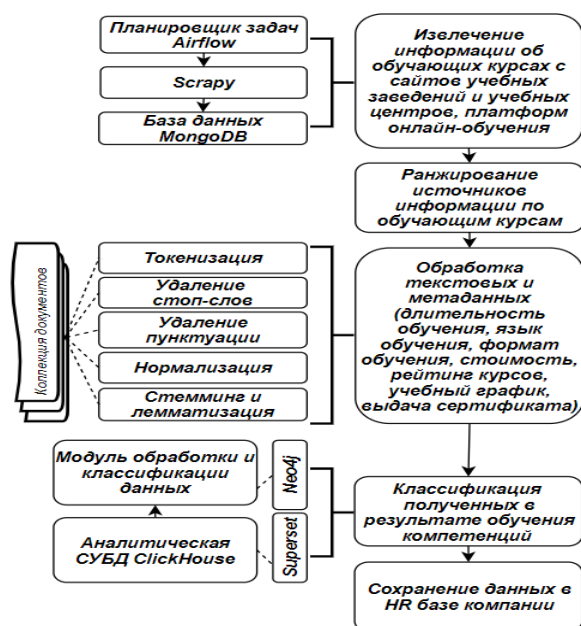 Планировщик задач
Airflow
Scrapy
База данных
MongoDB
Извлечение
информации об
обучающих курсах с
сайтов учебных
заведений и учебных
центров, платформ
онлайн-обучения
Ранжирование
источников
информации по
обучающим курсам
Коллекция документов
Токенизация
Удаление
стоп-слов
Удаление
пунктуации
Нормализация
Стемминг и
лемматизация
Обработка
текстовых и
метаданных
(длительность
обучения, язык
обучения, формат
обучения, стоимость,
рейтинг курсов,
учебный график,
выдача сертификата)
Модуль обработки и
классификации
данных
Neo4j
Аналитическая
СУБД ClickHouse
Superset
Классификация
полученных в
результате обучения
компетенций
Сохранение данных в
HR базе компании